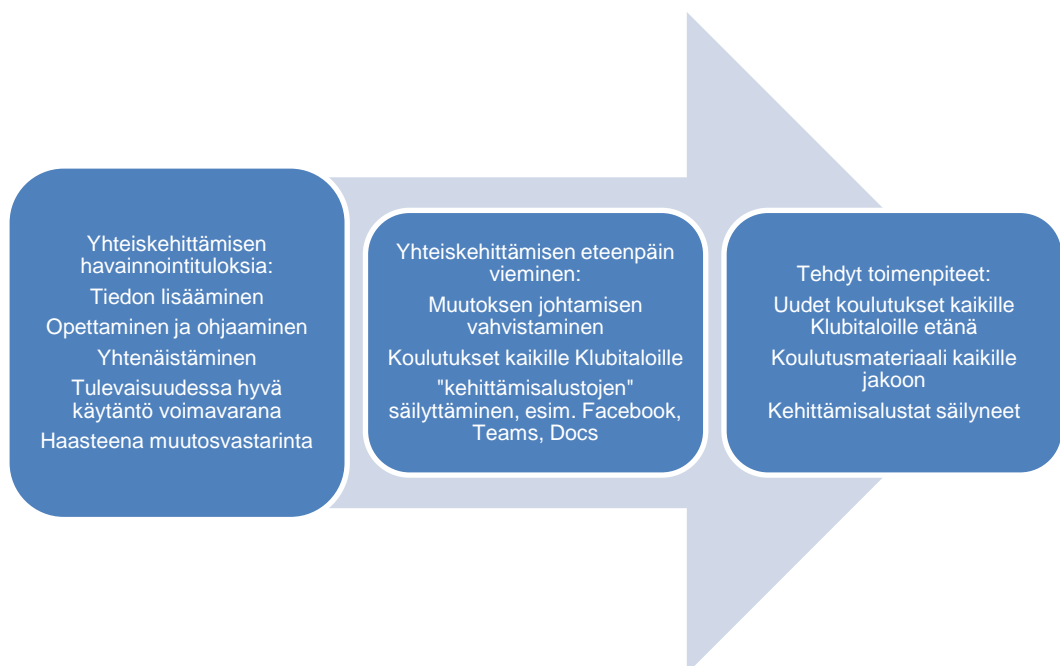 Yhteiskehittämisen
havainnointituloksia:
Tiedon lisääminen
Opettaminen ja ohjaaminen
Yhtenäistäminen
Tulevaisuudessa hyvä
käytäntö voimavarana
Haasteena muutosvastarinta
Yhteiskehittämisen eteenpäin
vieminen:
Muutoksen johtamisen
vahvistaminen
Koulutukset kaikille Klubitaloille
"kehittämisalustojen"
säilyttäminen, esim. Facebook,
Teams, Docs
Tehdyt toimenpiteet:
Uudet koulutukset kaikille
Klubitaloille etänä
Koulutusmateriaali kaikille
jakoon
Kehittämisalustat säilyneet